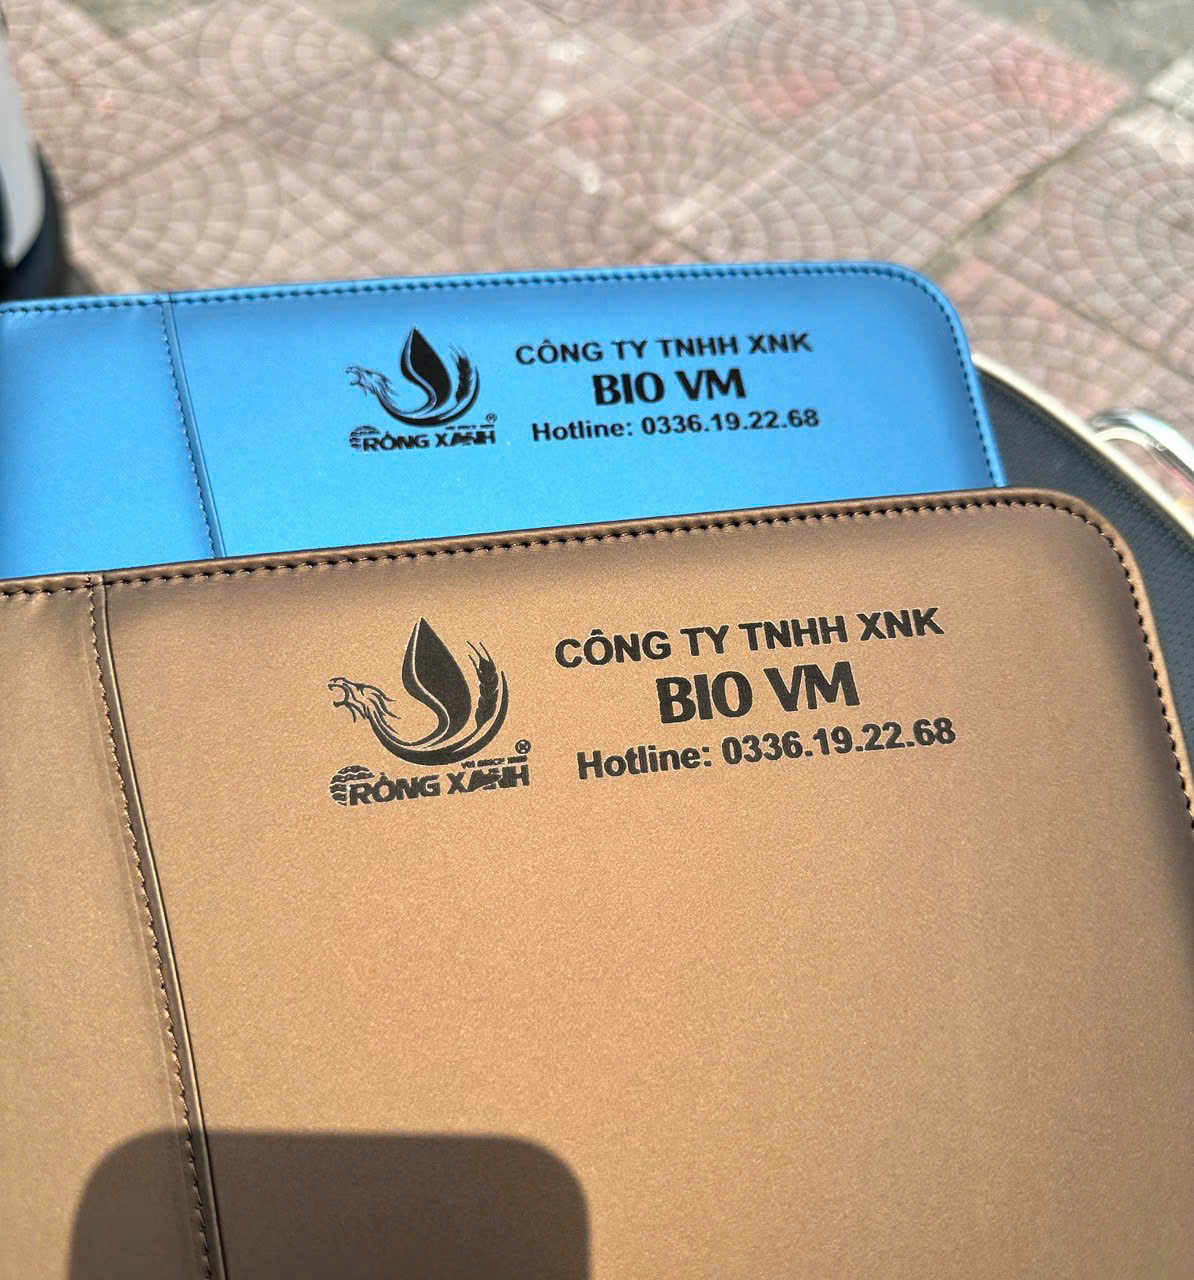 CÔNG TY TNHH XNK
BIO VM
Hotline: 0336.19.22.68
®
RỒNG XANH
CÔNG TY TNHH XNK
BIO VM
Hotline: 0336.19.22.68
®
RỒNG XANH